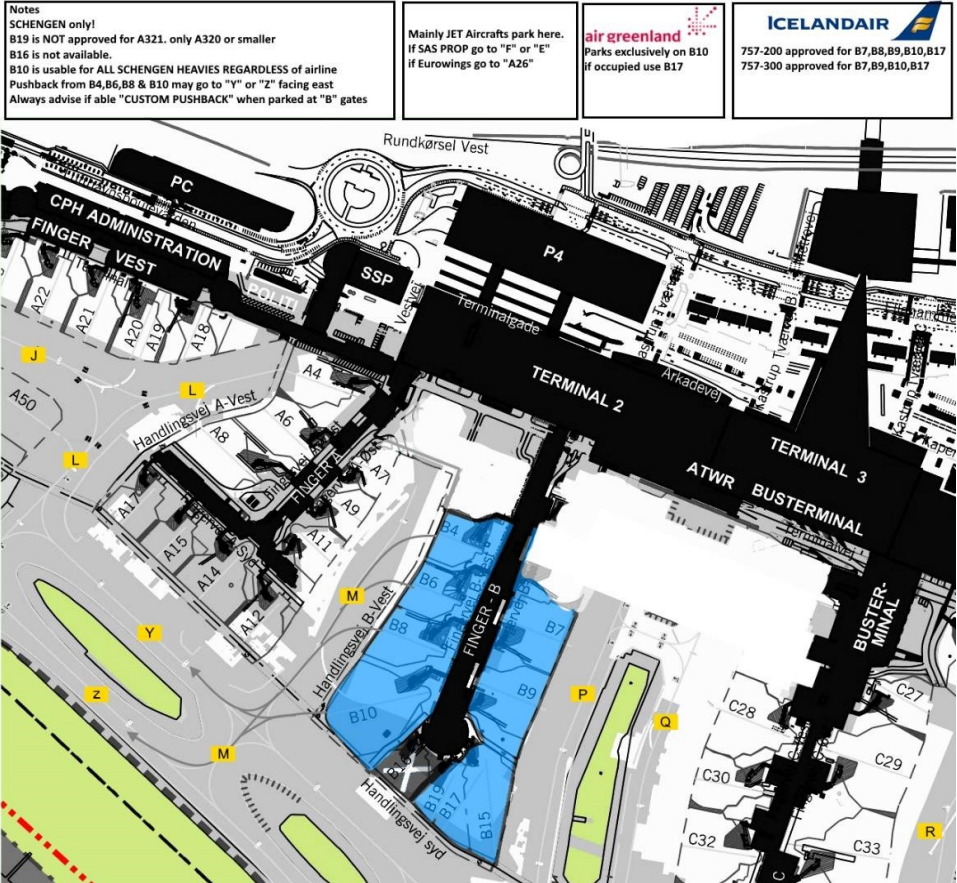 Notes
SCHENGEN only!
B19 is NOT approved for A321. only A320 or smaller
B16 is not available.
B10 is usable for ALL SCHENGEN HEAVIES REGARDLESS of airline
Pushback from B4,B6,B8 & B10 may go to "Y" or "Z" facing east
Always advise if able "CUSTOM PUSHBACK" when parked at "B" gates
Mainly JET Aircrafts park here.
If SAS PROP go to "F" or "E"
if Eurowings go to "A26"
air greenland
Parks exclusively on B10
if occupied use B17
ICELANDAIR
757-200 approved for B7,B8,B9,B10,B17
757-300 approved for B7,B9,B10,B17
Rundkørsel Vest
PC
CPH ADMINISTRATION
FINGER
VEST
POLITI
SSP
P4
Vestvej
Terminalgade
Arkadevej
TERMINAL 2
TERMINAL 3
ATWR BUSTERMINAL
BUSTER-
MINAL
A22
A21
A20
A19
A18
J
L
A50
Handlingsvej A-Vest
A4
A6
A8
L
FINGER A
A7
A9
A11
A17
A15
A14
A12
M
Handlingsvej B-Vest
B4
B6
B8
B10
FINGER - B
B7
B9
B16
B19
B17
B15
Handlingsvej syd
Y
Z
M
P
Q
C27
C28
C29
C30
C32
C33
C
R